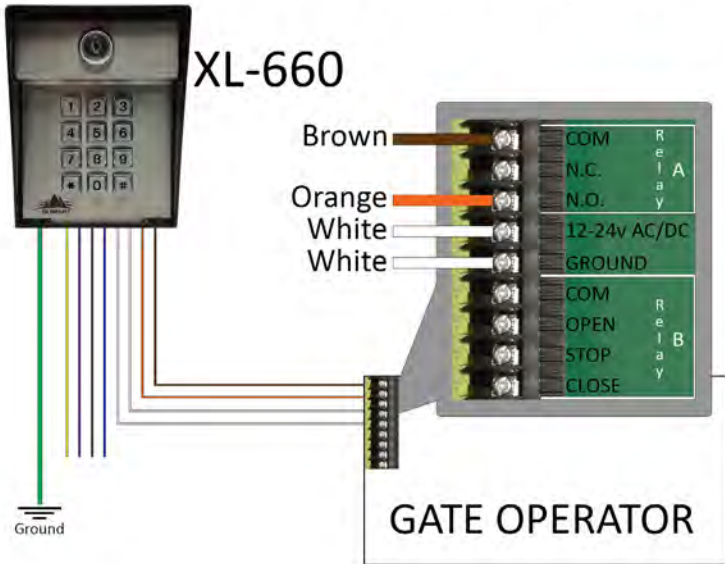 XL-660
1 2 3
4 5 6
7 8 9
* 0 #
Ground
Brown
Orange
White
White
COM
N.C.
N.O.
Relay A
12-24v AC/DC
GROUND
COM
OPEN
STOP
CLOSE
Relay B
GATE OPERATOR